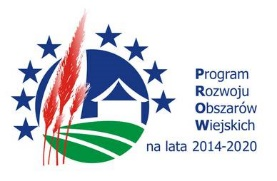 Program
Rozwoju
Obszarów
Wiejskich
na lata 2014-2020